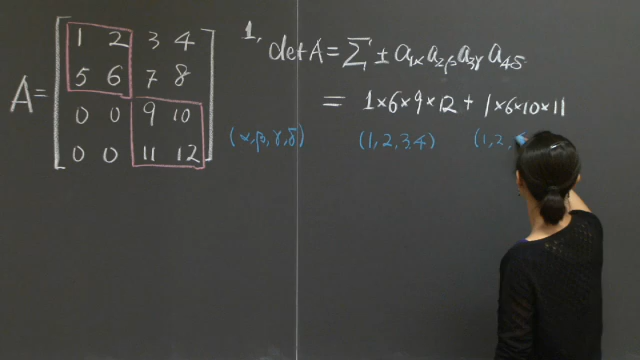 A = [ 1 2 3 4
5 6 7 8
0 0 9 10
0 0 11 12 ]
1. det A = Σ ± a₁α a₂β a₃γ a₄δ
= 1×6×9×12 + 1×6×10×11
(α,β,γ,δ) (1,2,3,4) (1,2,